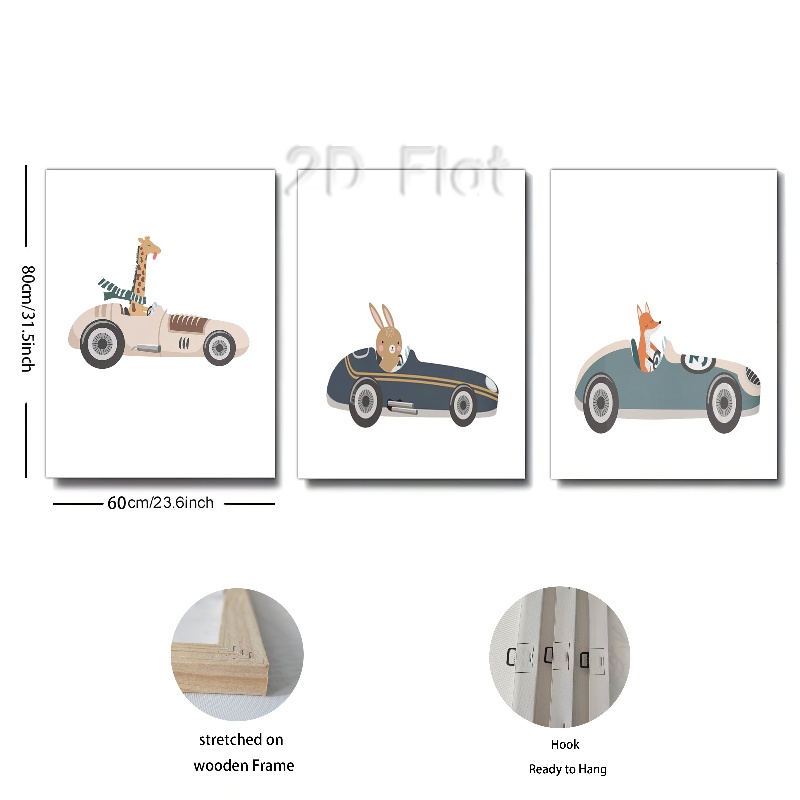 2D Flat
80cm/31.5inch
60cm/23.6inch
stretched on
wooden Frame
Hook
Ready to Hang